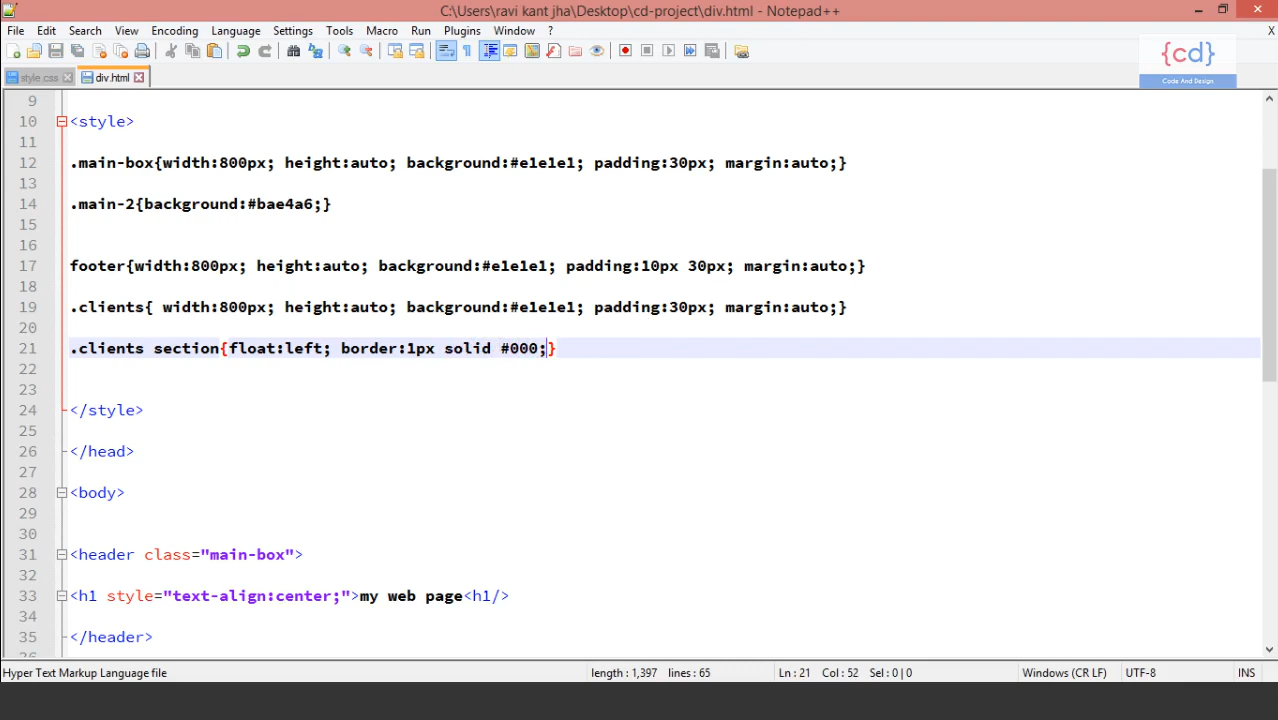 C:\Users\ravi kant jha\Desktop\cd-project\div.html - Notepad++
File Edit Search View Encoding Language Settings Tools Macro Run Plugins Window ? X
{cd}
Code And Design
style.css div.html
9
10 <style>
11
12 .main-box{width:800px; height:auto; background:#e1e1e1; padding:30px; margin:auto;}
13
14 .main-2{background:#bae4a6;}
15
16
17 footer{width:800px; height:auto; background:#e1e1e1; padding:10px 30px; margin:auto;}
18
19 .clients{ width:800px; height:auto; background:#e1e1e1; padding:30px; margin:auto;}
20
21 .clients section{float:left; border:1px solid #000;}
22
23
24 </style>
25
26 </head>
27
28 <body>
29
30
31 <header class="main-box">
32
33 <h1 style="text-align:center;">my web page<h1/>
34
35 </header>
36
Hyper Text Markup Language file length : 1,397 lines : 65 Ln : 21 Col : 52 Sel : 0 | 0 Windows (CR LF) UTF-8 INS